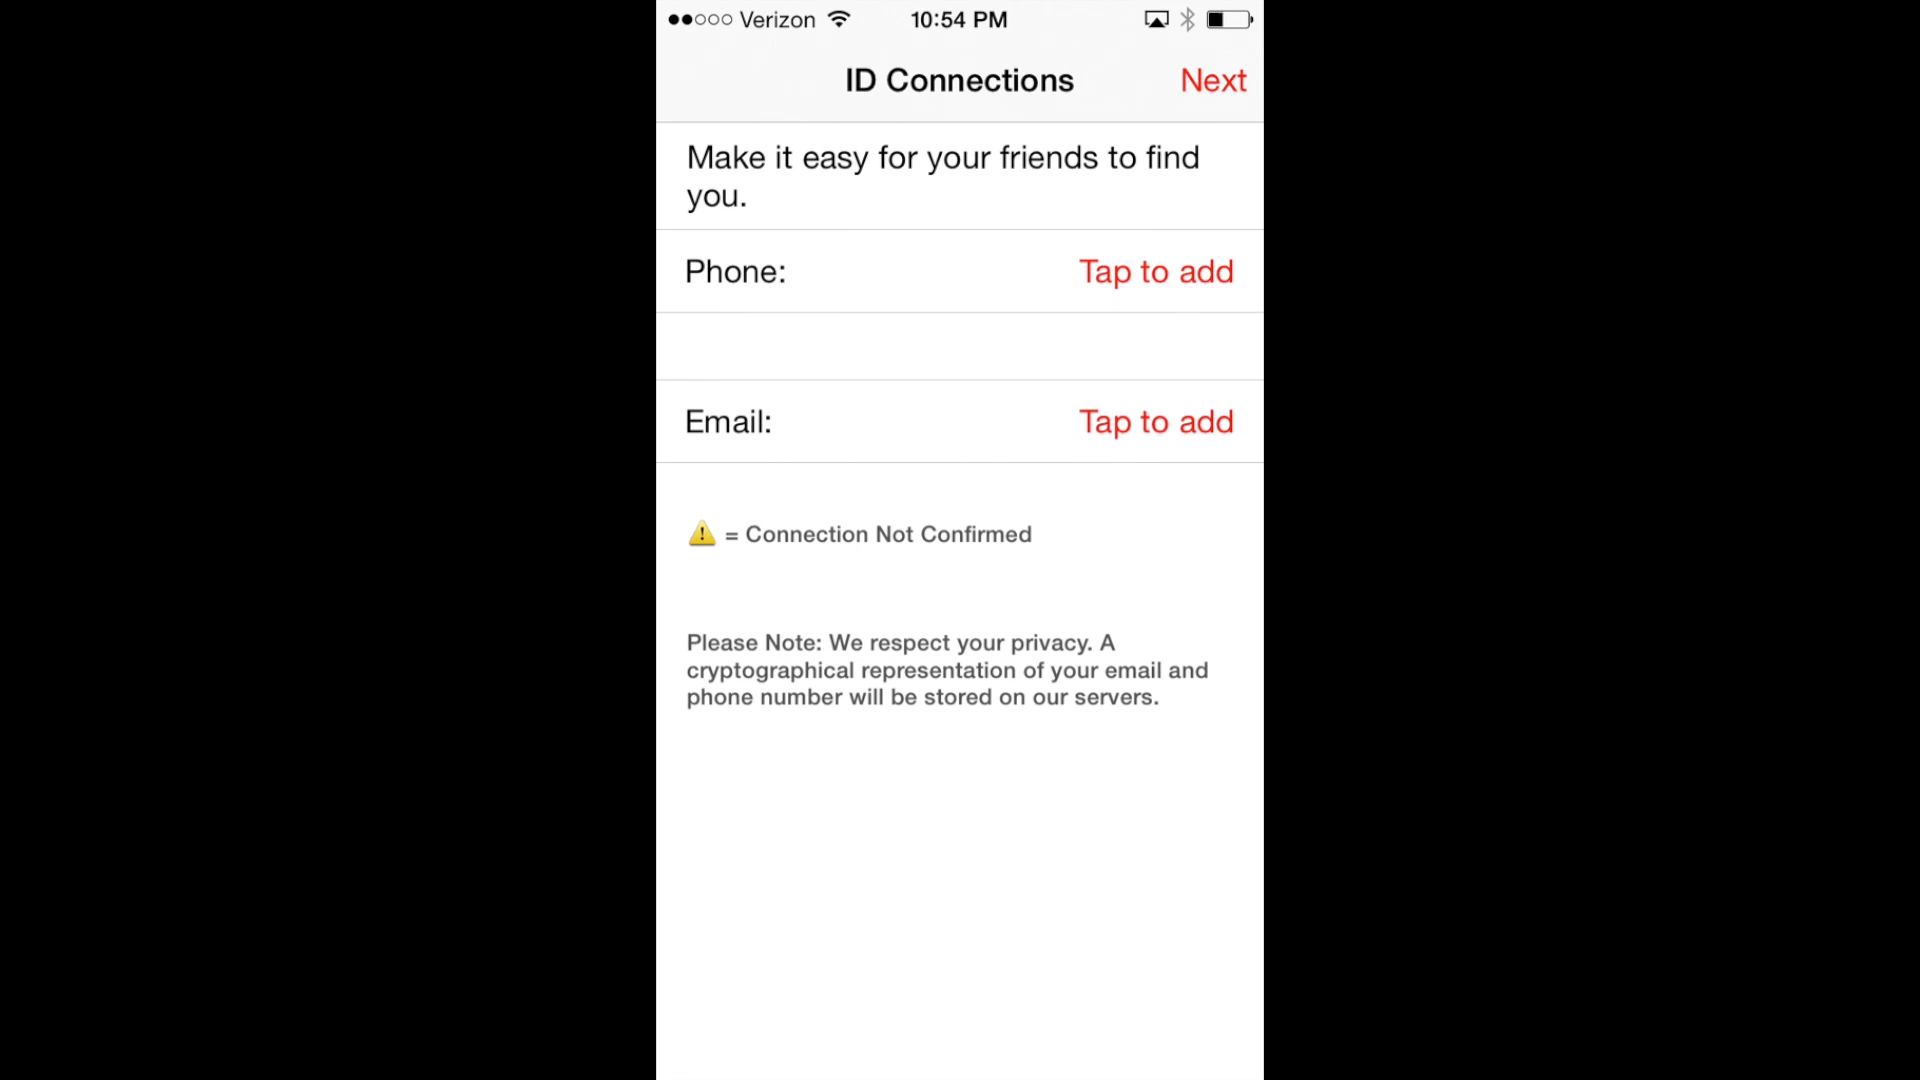 Verizon 10:54 PM
ID Connections Next
Make it easy for your friends to find
you.
Phone: Tap to add
Email: Tap to add
= Connection Not Confirmed
Please Note: We respect your privacy. A
cryptographical representation of your email and
phone number will be stored on our servers.